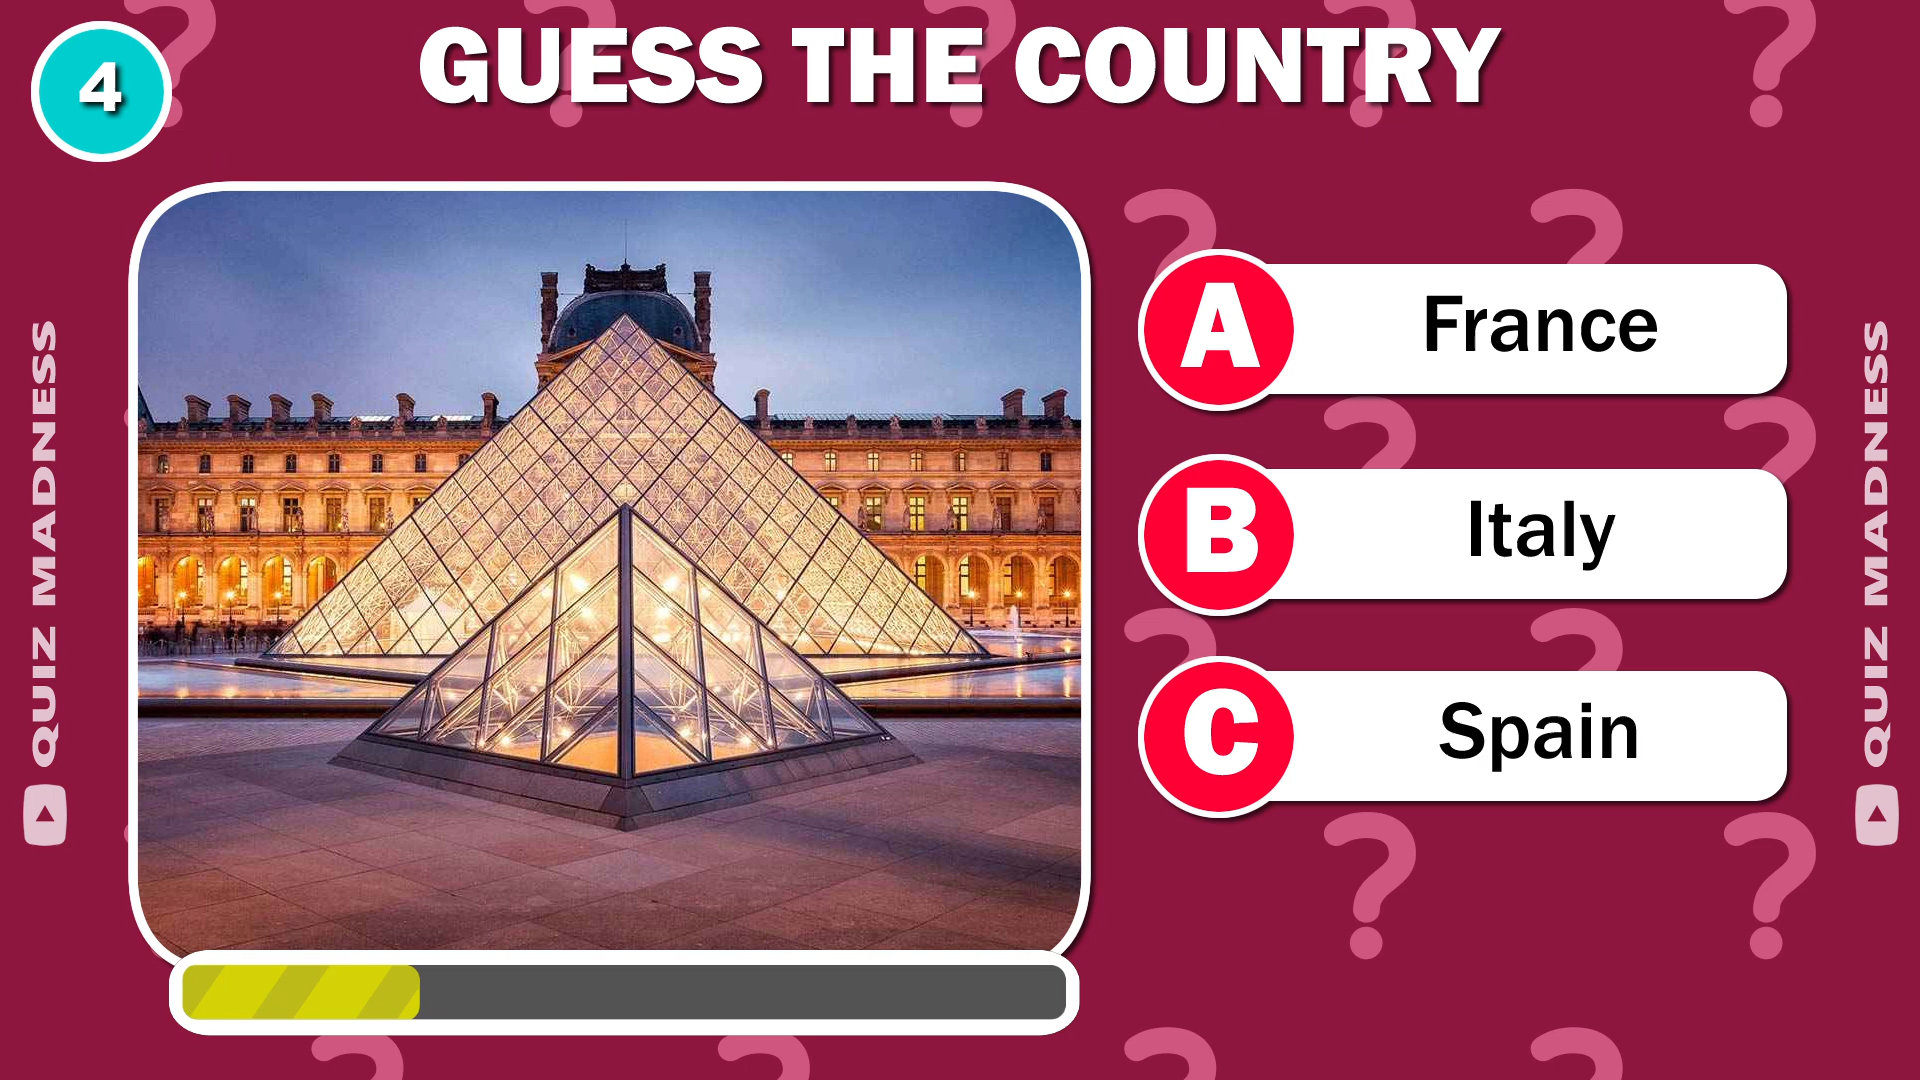 4
GUESS THE COUNTRY
A
France
B
Italy
C
Spain
QUIZ MADNESS
QUIZ MADNESS